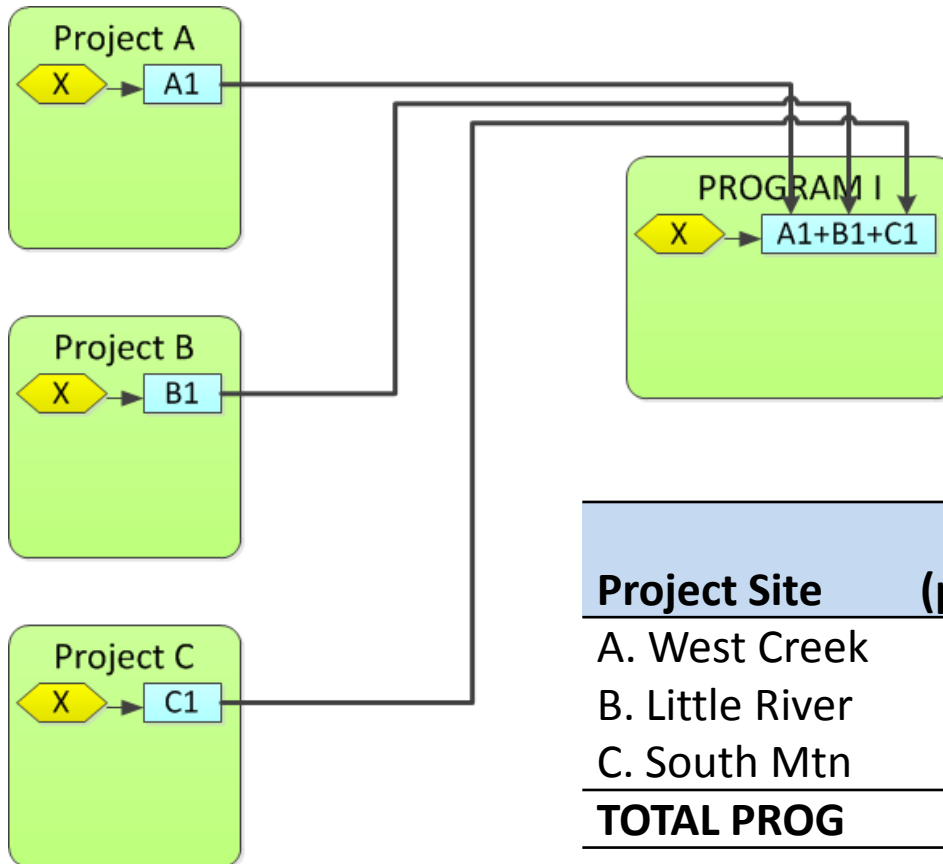 Project A
X A1
PROGRAM I
X A1+B1+C1
Project B
X B1
Project C
X C1
Project Site (p
A. West Creek
B. Little River
C. South Mtn
TOTAL PROG